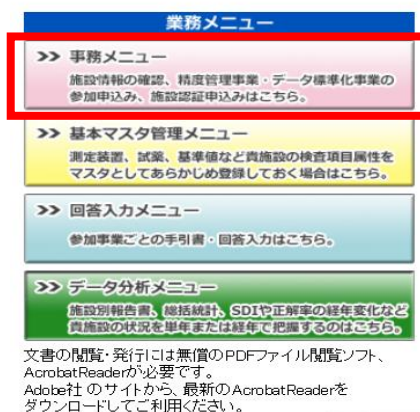 業務メニュー
>> 事務メニュー
施設情報の確認、精度管理事業・データ標準化事業の
参加申込み、施設認証申込みはこちら。
>> 基本マスタ管理メニュー
測定装置、試薬、基準値など貴施設の検査項目属性を
マスタとしてあらかじめ登録しておく場合はこちら。
>> 回答入力メニュー
参加事業ごとの手引書・回答入力はこちら。
>> データ分析メニュー
施設別報告書、総括統計、SDIや正解率の経年変化など
貴施設の状況を単年または経年で把握するのはこちら。
文書の閲覧・発行には無償のPDFファイル閲覧ソフト、
AcrobatReaderが必要です。
Adobe社 のサイトから、最新のAcrobatReaderを
ダウンロードしてご利用ください。